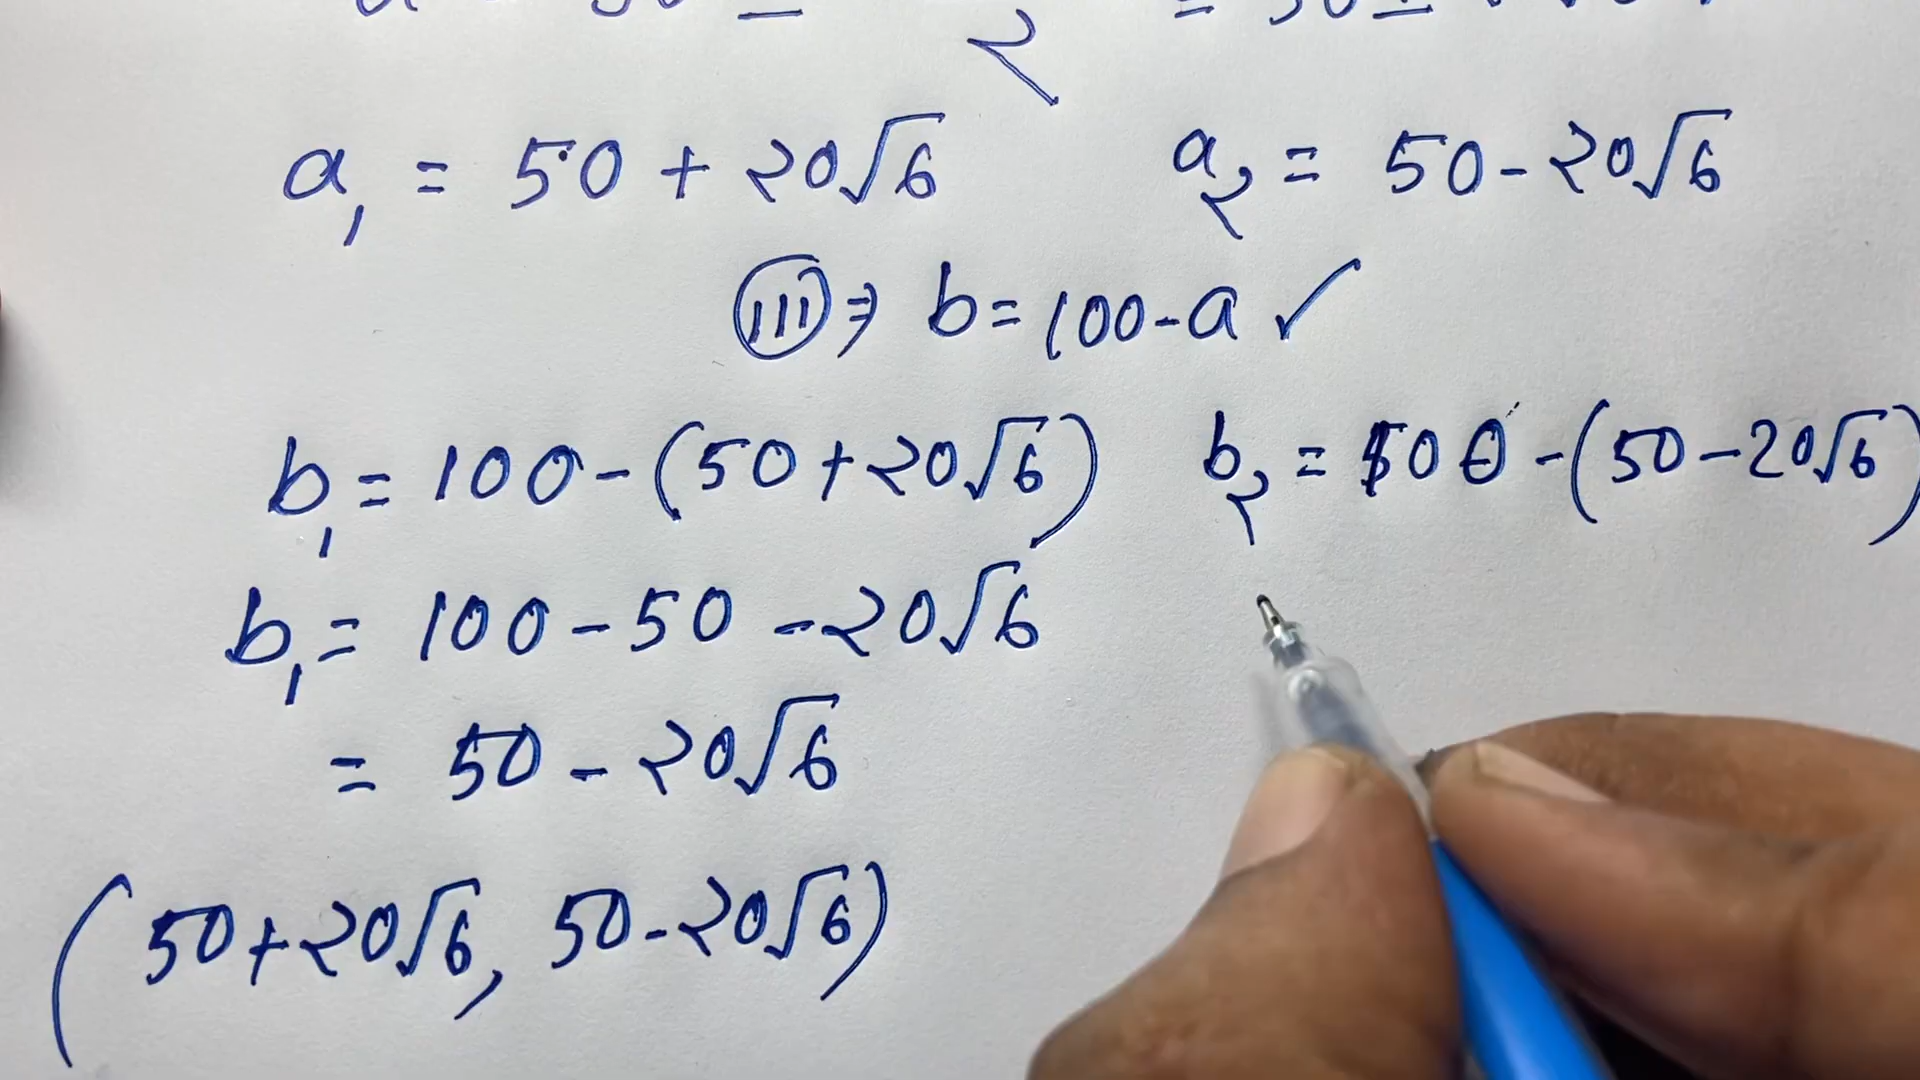 a₁ = 50 + 20√6 a₂ = 50 - 20√6
(III) ⇒ b = 100 - a ✓
b₁ = 100 - (50 + 20√6) b₂ = 100 - (50 - 20√6)
b₁ = 100 - 50 - 20√6
= 50 - 20√6
(50 + 20√6, 50 - 20√6)